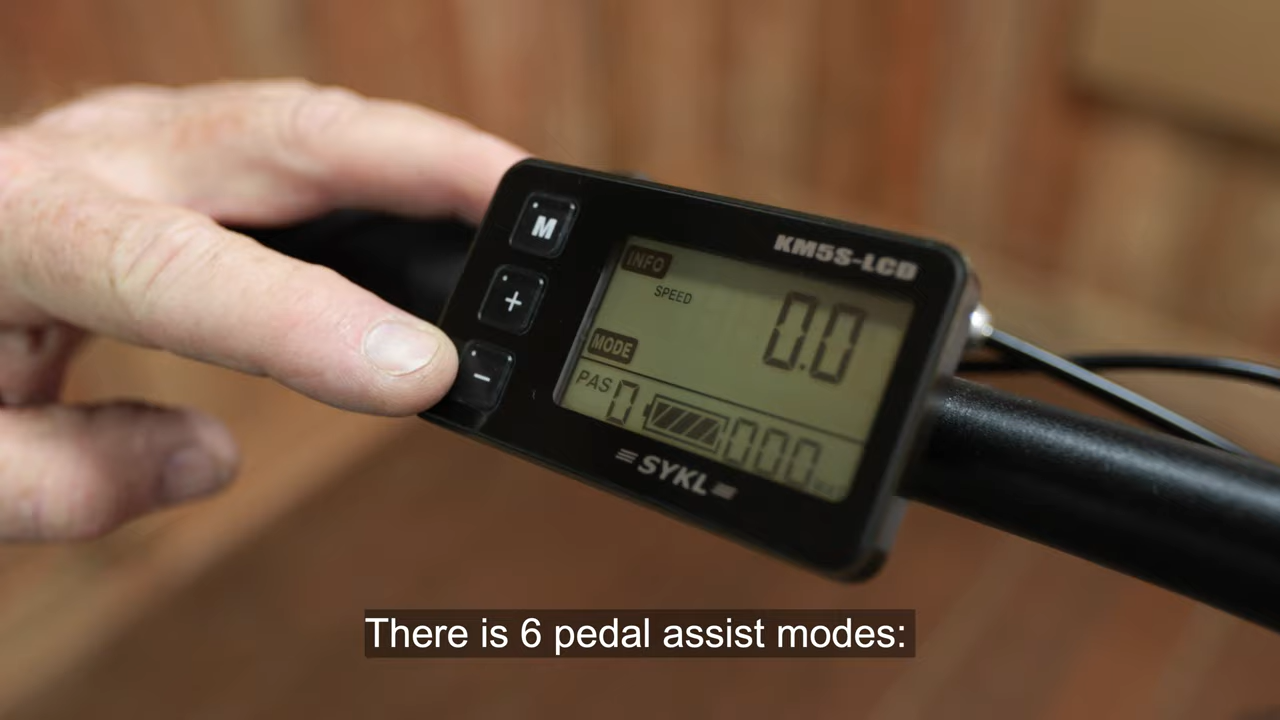 M
KM5S-LCD
INFO
SPEED
0.0
+
MODE
−
PAS 0 000
SYKL
There is 6 pedal assist modes: